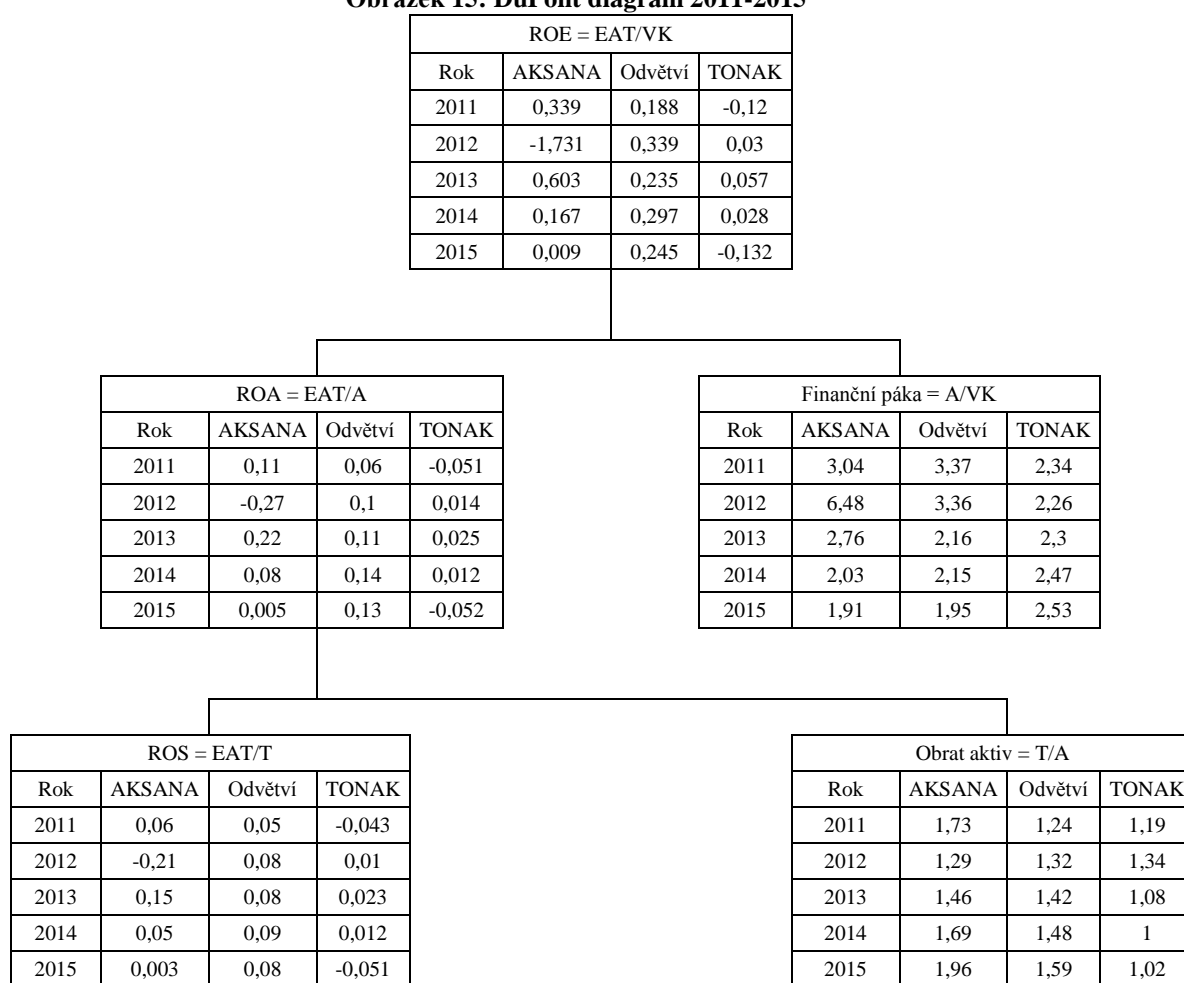 Obrázek 15: DuPont diagram 2011-2015
ROE = EAT/VK
Rok AKSANA Odvětví TONAK
2011 0,339 0,188 -0,12
2012 -1,731 0,339 0,03
2013 0,603 0,235 0,057
2014 0,167 0,297 0,028
2015 0,009 0,245 -0,132
ROA = EAT/A
Rok AKSANA Odvětví TONAK
2011 0,11 0,06 -0,051
2012 -0,27 0,1 0,014
2013 0,22 0,11 0,025
2014 0,08 0,14 0,012
2015 0,005 0,13 -0,052
Finanční páka = A/VK
Rok AKSANA Odvětví TONAK
2011 3,04 3,37 2,34
2012 6,48 3,36 2,26
2013 2,76 2,16 2,3
2014 2,03 2,15 2,47
2015 1,91 1,95 2,53
ROS = EAT/T
Rok AKSANA Odvětví TONAK
2011 0,06 0,05 -0,043
2012 -0,21 0,08 0,01
2013 0,15 0,08 0,023
2014 0,05 0,09 0,012
2015 0,003 0,08 -0,051
Obrat aktiv = T/A
Rok AKSANA Odvětví TONAK
2011 1,73 1,24 1,19
2012 1,29 1,32 1,34
2013 1,46 1,42 1,08
2014 1,69 1,48 1
2015 1,96 1,59 1,02